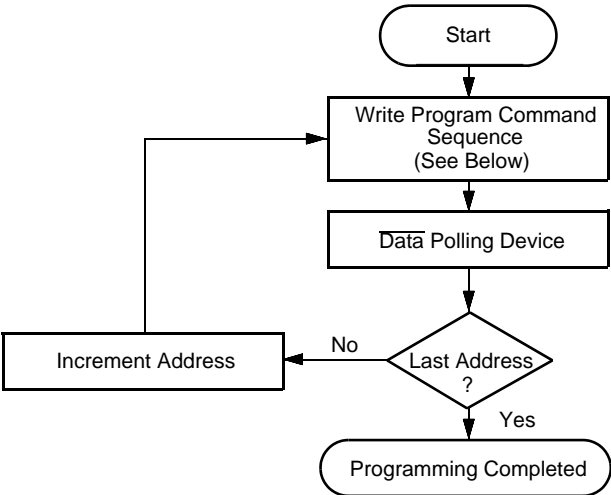 Start
Write Program Command
Sequence
(See Below)
Data Polling Device
No
Last Address
?
Increment Address
Yes
Programming Completed